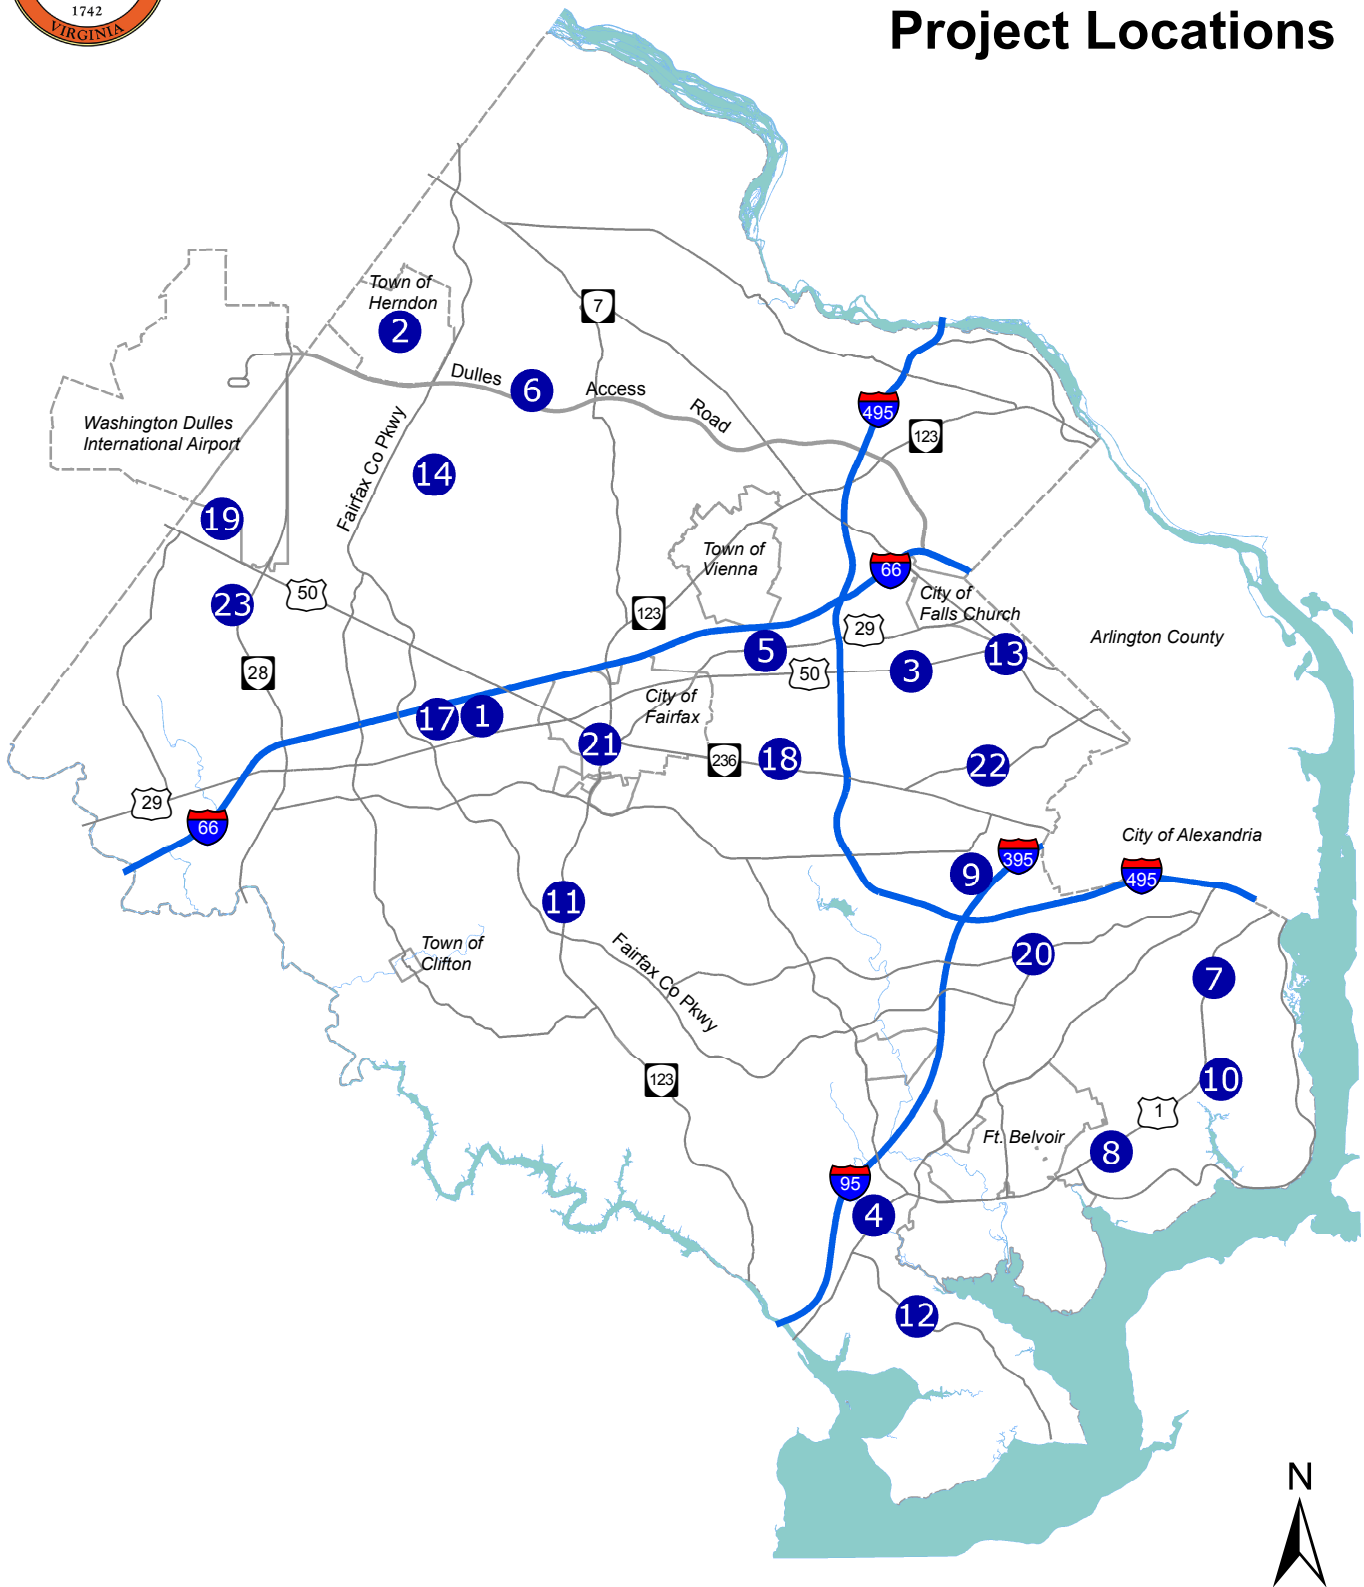 1742
VIRGINIA
Project Locations
Town of
Herndon
2
7
Dulles
6
Access
Road
495
123
Washington Dulles
International Airport
Fairfax Co Pkwy
14
19
Town of
Vienna
66
50
23
123
City of
Falls Church
29
Arlington County
5
3
13
28
50
City of
Fairfax
17
1
21
236
18
22
29
66
City of Alexandria
395
9
495
11
Town of
Clifton
Fairfax Co Pkwy
20
7
123
10
1
Ft. Belvoir
8
95
4
12
N